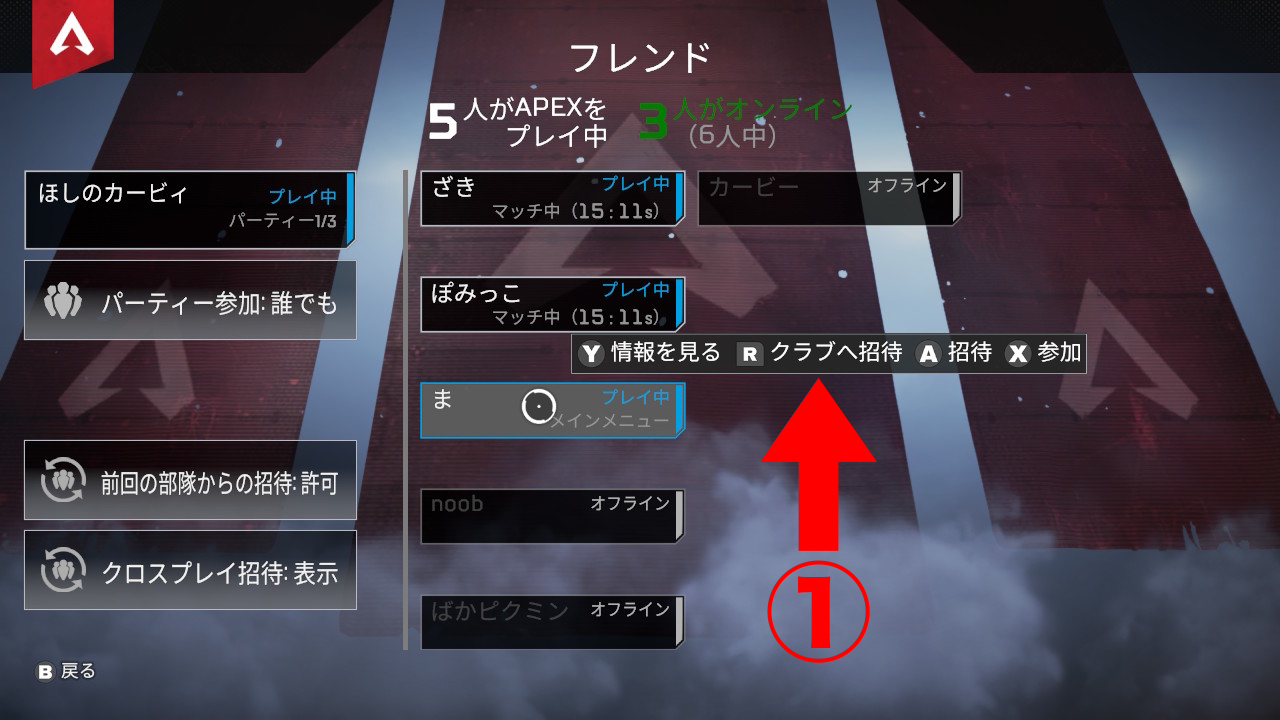 フレンド
5人がAPEXを
プレイ中
3人がオンライン
(6人中)
ほしのカービィ
プレイ中
パーティー1/3
パーティー参加: 誰でも
前回の部隊からの招待: 許可
クロスプレイ招待: 表示
ざき
プレイ中
マッチ中 (15:11s)
カービー
オフライン
ぽみっこ
プレイ中
マッチ中 (15:11s)
Y 情報を見る R クラブへ招待 A 招待 X 参加
ま
プレイ中
メインメニュー
noob
オフライン
ばかピクミン
オフライン
①
B 戻る